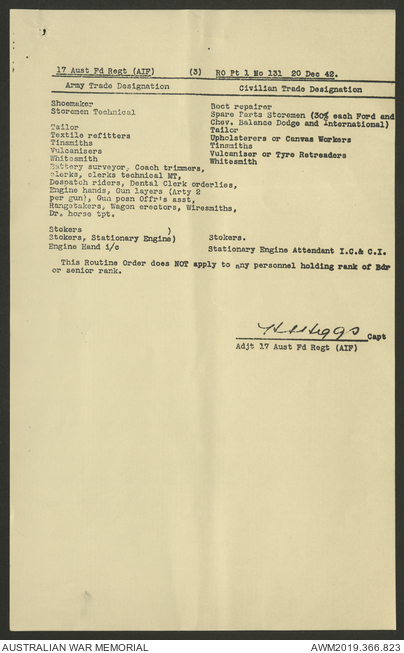 17 Aust Fd Regt (AIF) (3) RO Pt 1 No 131 20 Dec 42.
Army Trade Designation Civilian Trade Designation
Shoemaker Boot repairer
Storemen Technical Spare Parts Storemen (30% each Ford and
Chev. Balance Dodge and International)
Tailor Tailor
Textile refitters Upholsterers or Canvas Workers
Tinsmiths Tinsmiths
Vulcanisers Vulcaniser or Tyre Retreaders
Whitesmith Whitesmith
Battery surveyor, Coach trimmers,
clerks, clerks technical MT,
Despatch riders, Dental Clerk orderlies,
Engine hands, Gun layers (Arty 2
per gun), Gun posn Offr's asst,
Rangetakers, Wagon erectors, Wiresmiths,
Dr. horse tpt.
Stokers )
Stokers, Stationary Engine) Stokers.
Engine Hand i/c Stationary Engine Attendant I.C.& C.I.
This Routine Order does NOT apply to any personnel holding rank of Bdr
or senior rank.
Higgs Capt
Adjt 17 Aust Fd Regt (AIF)
AUSTRALIAN WAR MEMORIAL AWM2019.366.823